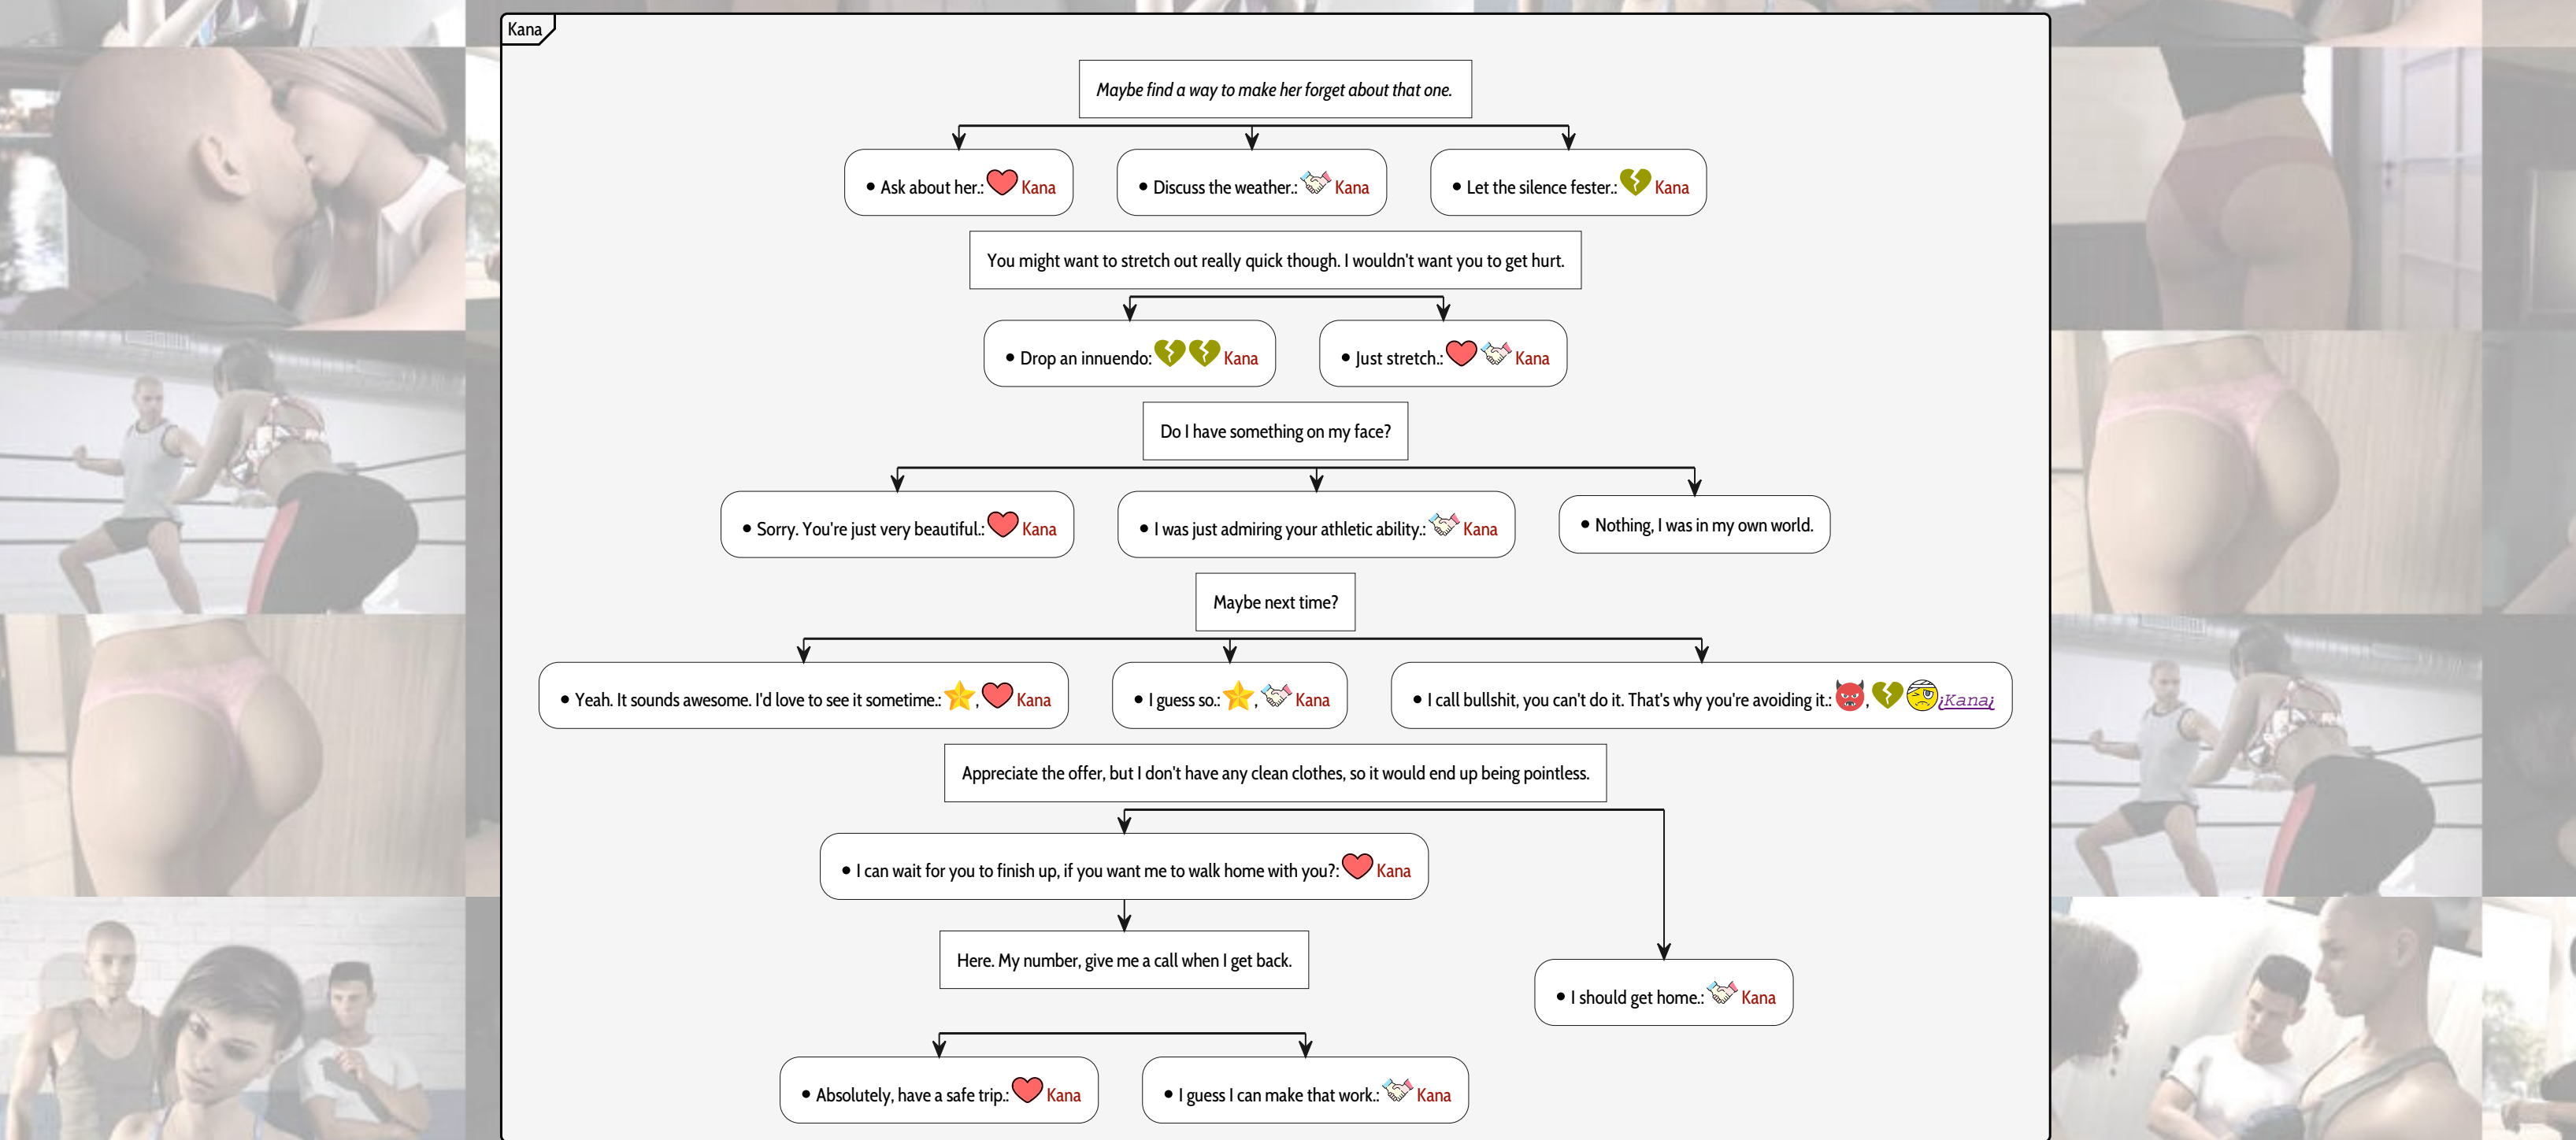 Kana
Maybe find a way to make her forget about that one.
• Ask about her.: ❤ Kana
• Discuss the weather.: 🤝 Kana
• Let the silence fester.: 💔 Kana
You might want to stretch out really quick though. I wouldn't want you to get hurt.
• Drop an innuendo: 💔 💔 Kana
• Just stretch.: ❤ 🤝 Kana
Do I have something on my face?
• Sorry. You're just very beautiful.: ❤ Kana
• I was just admiring your athletic ability.: 🤝 Kana
• Nothing, I was in my own world.
Maybe next time?
• Yeah. It sounds awesome. I'd love to see it sometime.: ⭐, ❤ Kana
• I guess so.: ⭐, 🤝 Kana
• I call bullshit, you can't do it. That's why you're avoiding it.: 👿, 💔 🤕 ¿Kana¿
Appreciate the offer, but I don't have any clean clothes, so it would end up being pointless.
• I can wait for you to finish up, if you want me to walk home with you?: ❤ Kana
Here. My number, give me a call when I get back.
• I should get home.: 🤝 Kana
• Absolutely, have a safe trip.: ❤ Kana
• I guess I can make that work.: 🤝 Kana